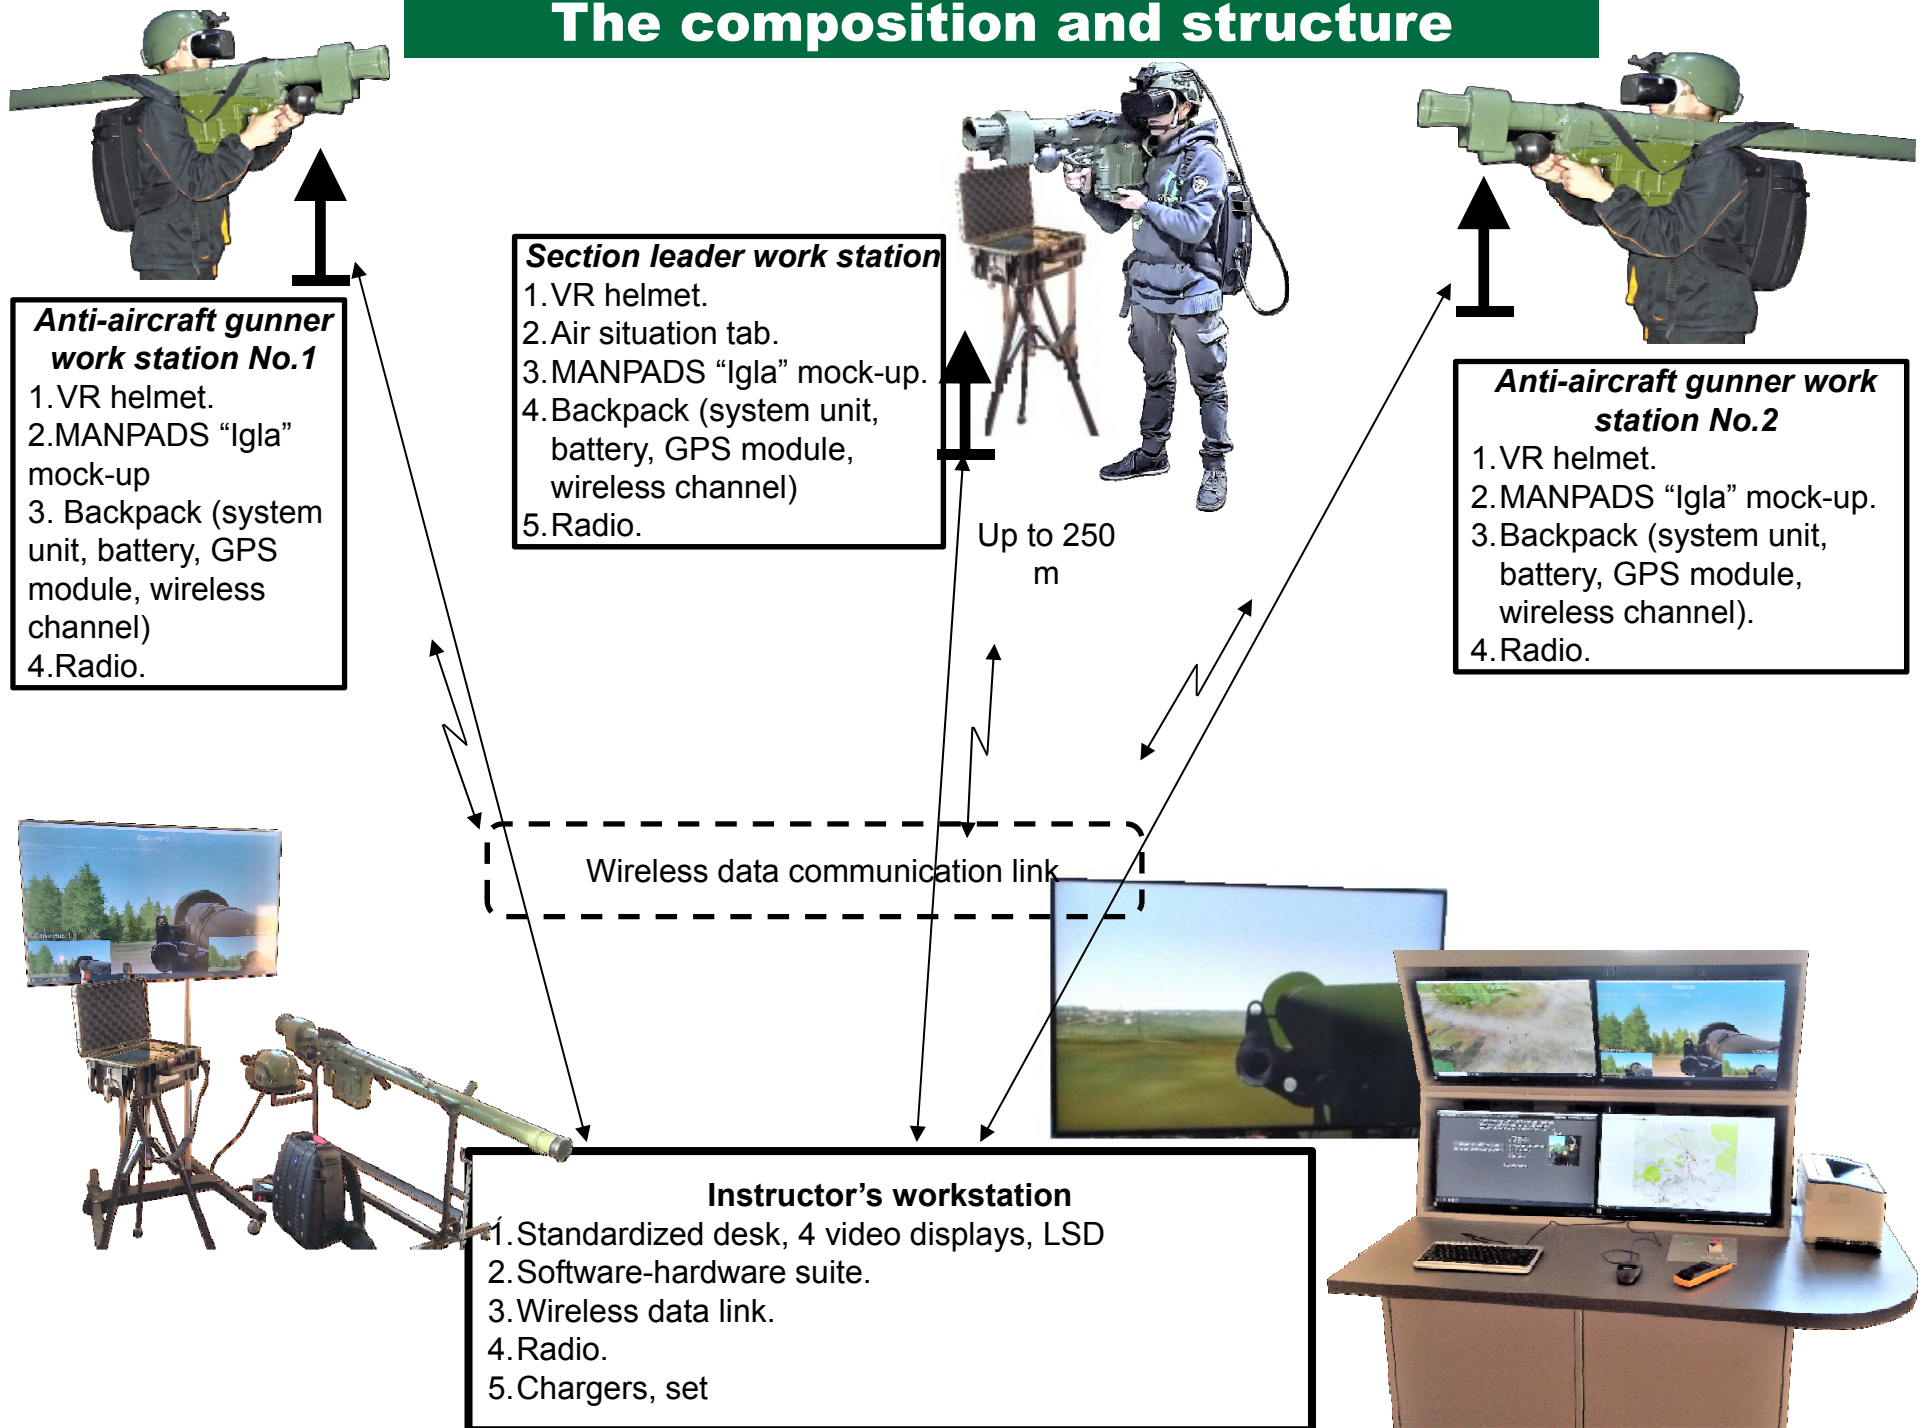 The composition and structure
Anti-aircraft gunner
work station No.1
1.VR helmet.
2.MANPADS “Igla”
mock-up
3. Backpack (system
unit, battery, GPS
module, wireless
channel)
4.Radio.
Section leader work station
1.VR helmet.
2.Air situation tab.
3.MANPADS “Igla” mock-up.
4.Backpack (system unit,
battery, GPS module,
wireless channel)
5.Radio.
Up to 250
m
Anti-aircraft gunner work
station No.2
1.VR helmet.
2.MANPADS “Igla” mock-up.
3.Backpack (system unit,
battery, GPS module,
wireless channel).
4.Radio.
Wireless data communication link
Instructor’s workstation
1.Standardized desk, 4 video displays, LSD
2.Software-hardware suite.
3.Wireless data link.
4.Radio.
5.Chargers, set